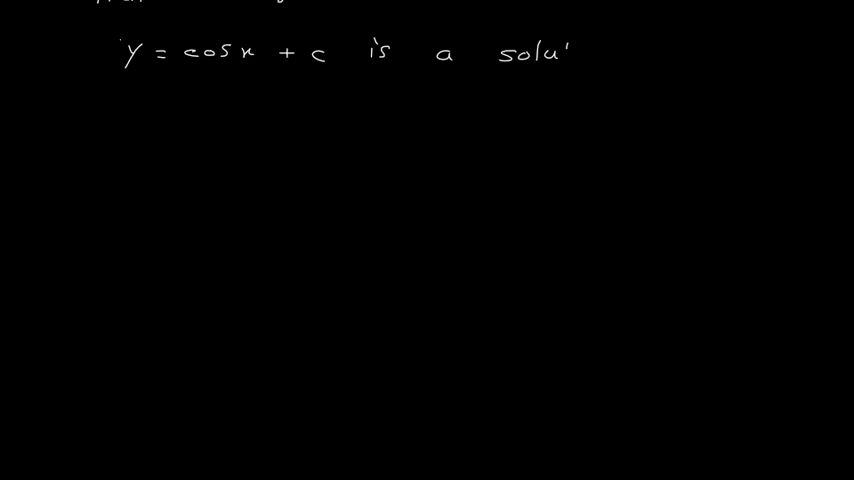 y = cos x + c is a solu